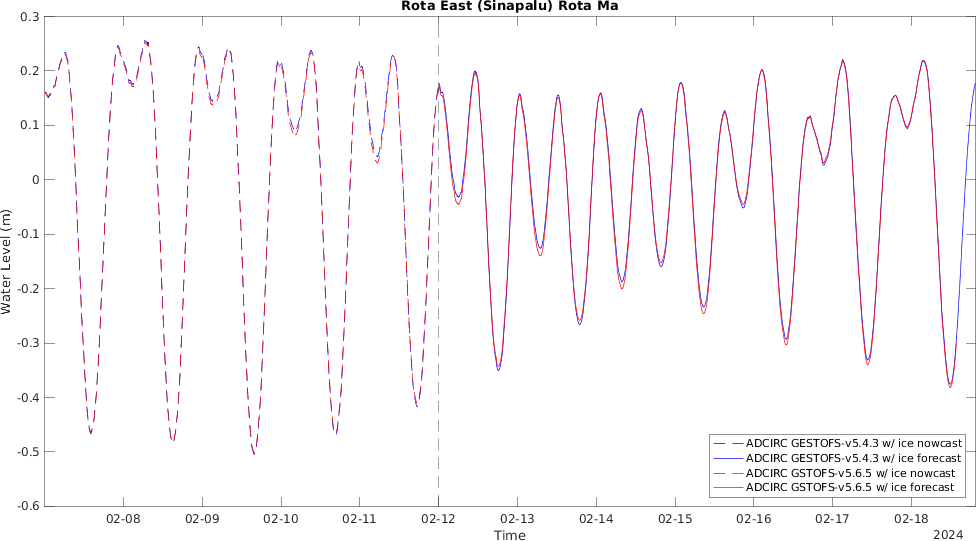 Rota East (Sinapalu) Rota Ma
0.3
0.2
0.1
0
-0.1
-0.2
-0.3
-0.4
-0.5
-0.6
Water Level (m)
ADCIRC GESTOFS-v5.4.3 w/ ice nowcast
ADCIRC GESTOFS-v5.4.3 w/ ice forecast
ADCIRC GSTOFS-v5.6.5 w/ ice nowcast
ADCIRC GSTOFS-v5.6.5 w/ ice forecast
02-08 02-09 02-10 02-11 02-12 02-13 02-14 02-15 02-16 02-17 02-18
Time
2024